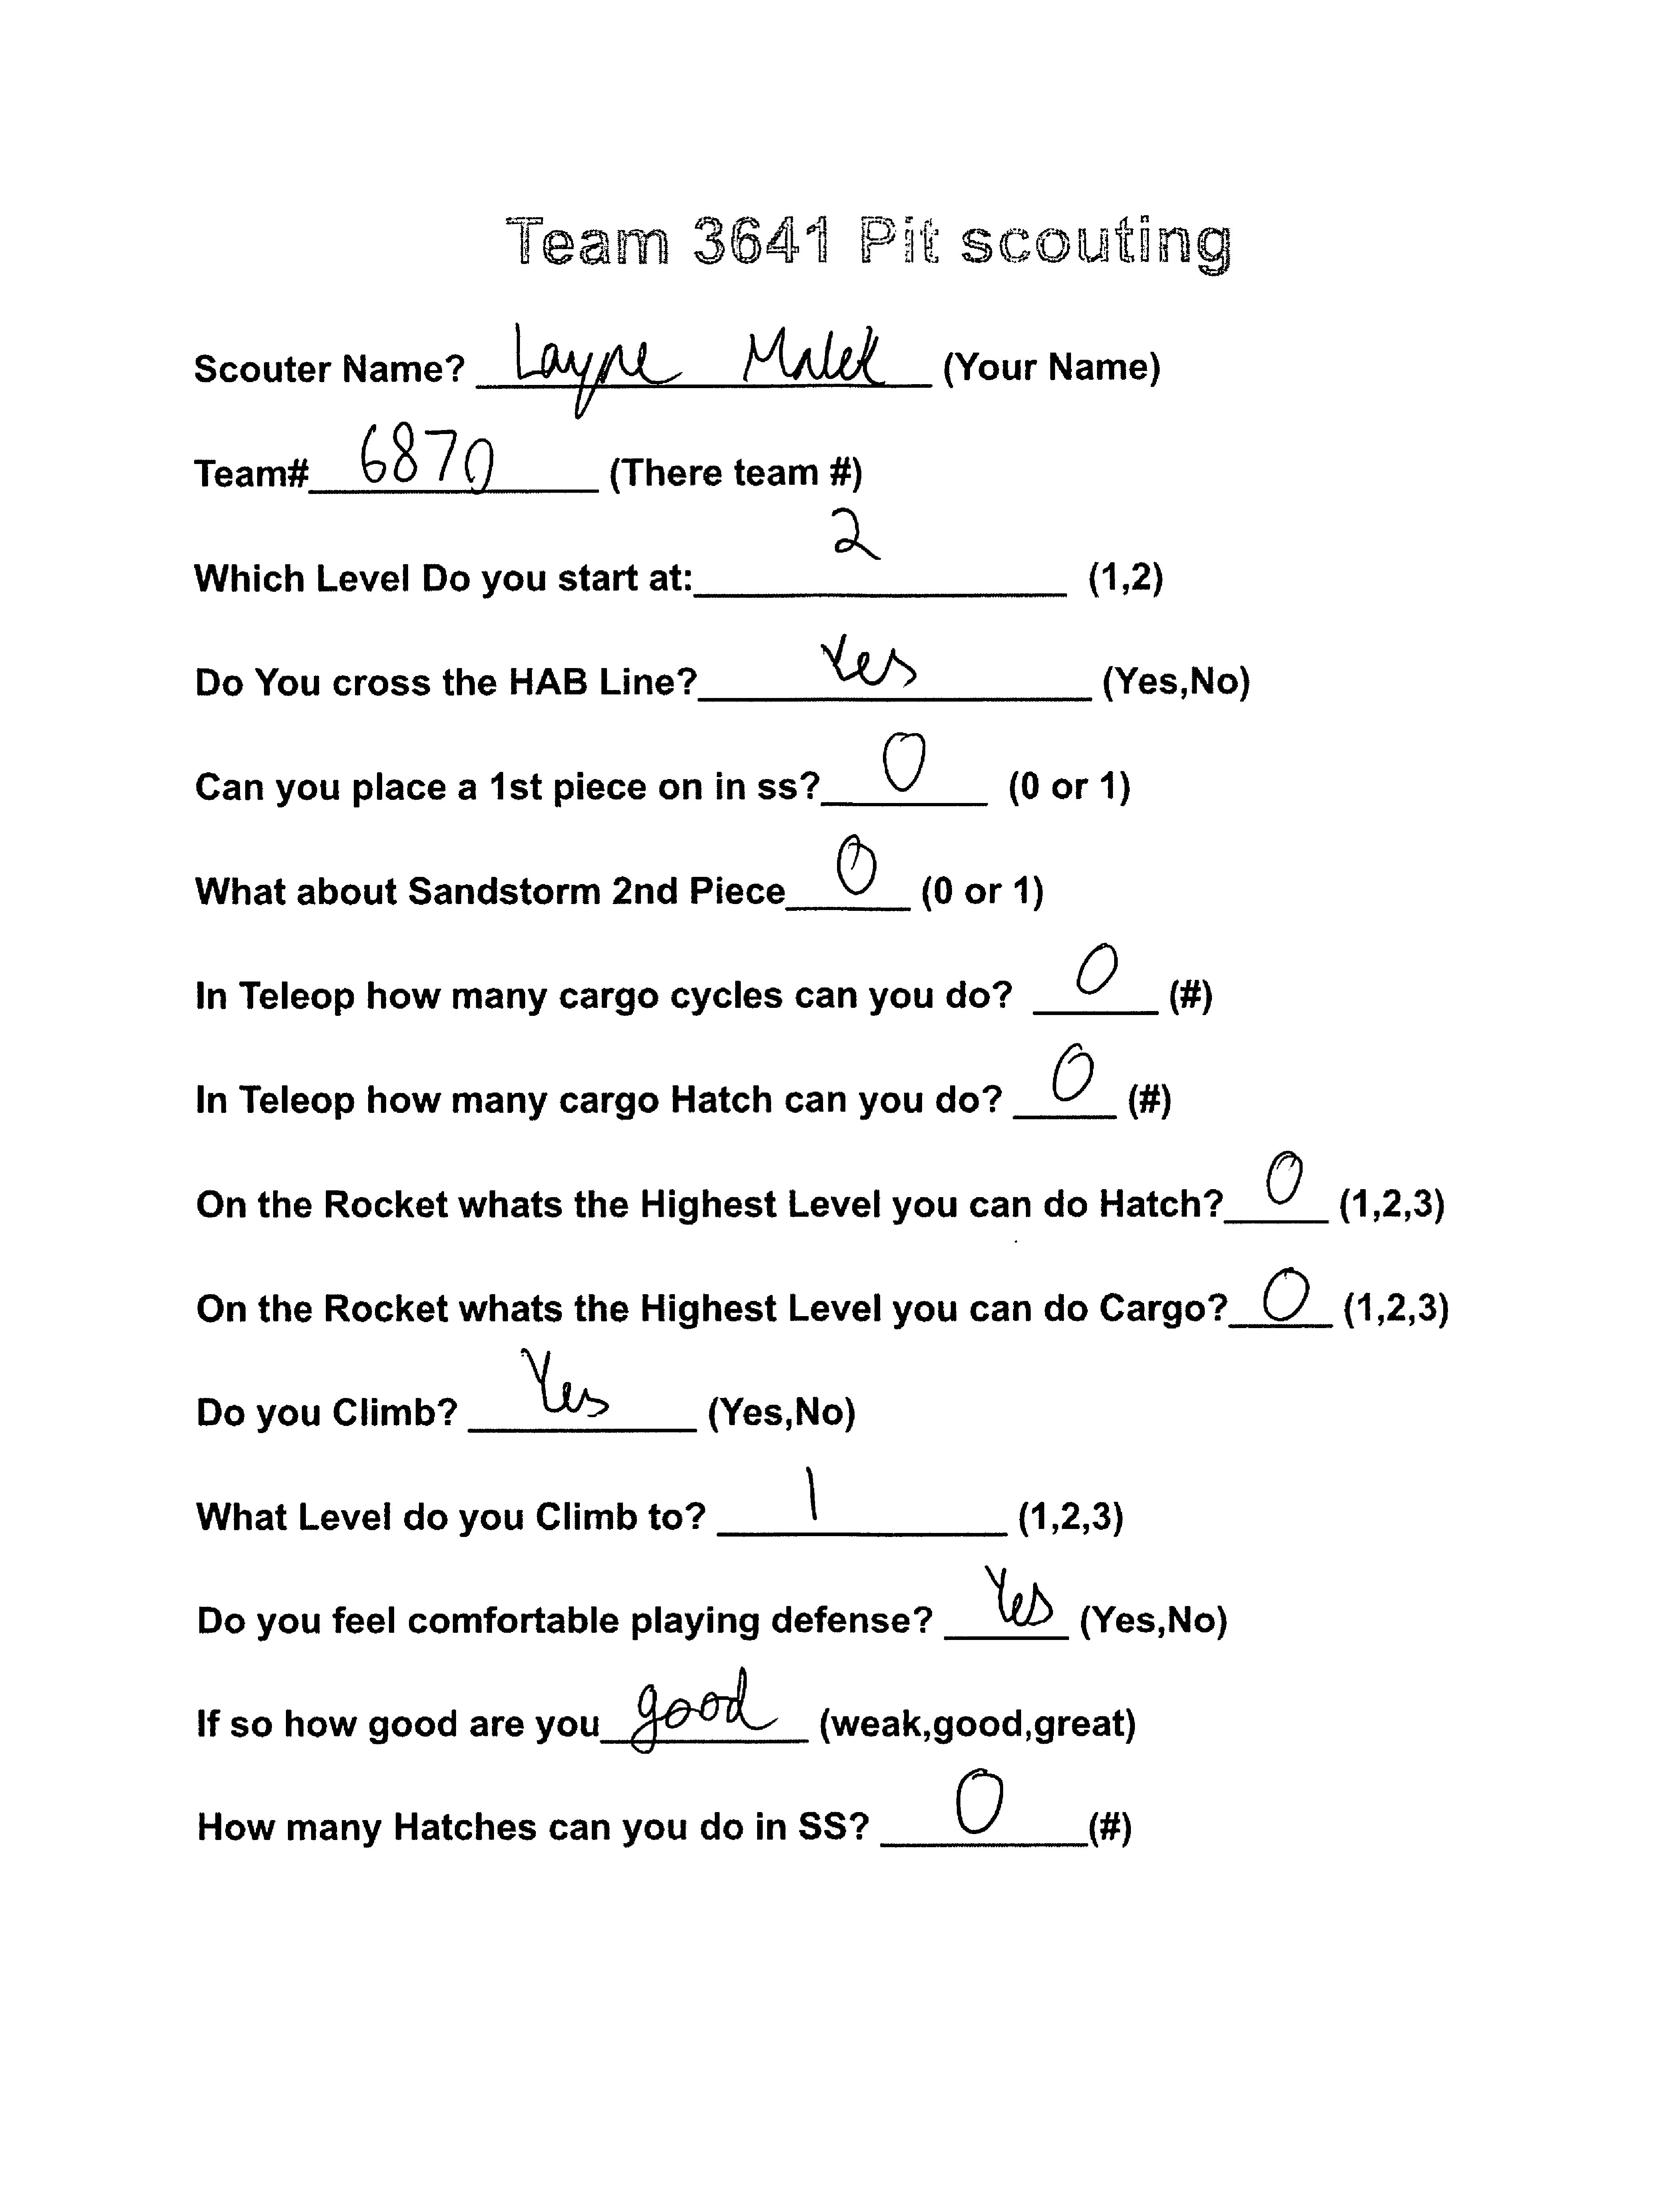 Team 3641 Pit scouting
Scouter Name? Layne Malek (Your Name)
Team# 6870 (There team #)
Which Level Do you start at: 2 (1,2)
Do You cross the HAB Line? Yes (Yes,No)
Can you place a 1st piece on in ss? 0 (0 or 1)
What about Sandstorm 2nd Piece 0 (0 or 1)
In Teleop how many cargo cycles can you do? 0 (#)
In Teleop how many cargo Hatch can you do? 0 (#)
On the Rocket whats the Highest Level you can do Hatch? 0 (1,2,3)
On the Rocket whats the Highest Level you can do Cargo? 0 (1,2,3)
Do you Climb? Yes (Yes,No)
What Level do you Climb to? 1 (1,2,3)
Do you feel comfortable playing defense? Yes (Yes,No)
If so how good are you good (weak,good,great)
How many Hatches can you do in SS? 0 (#)